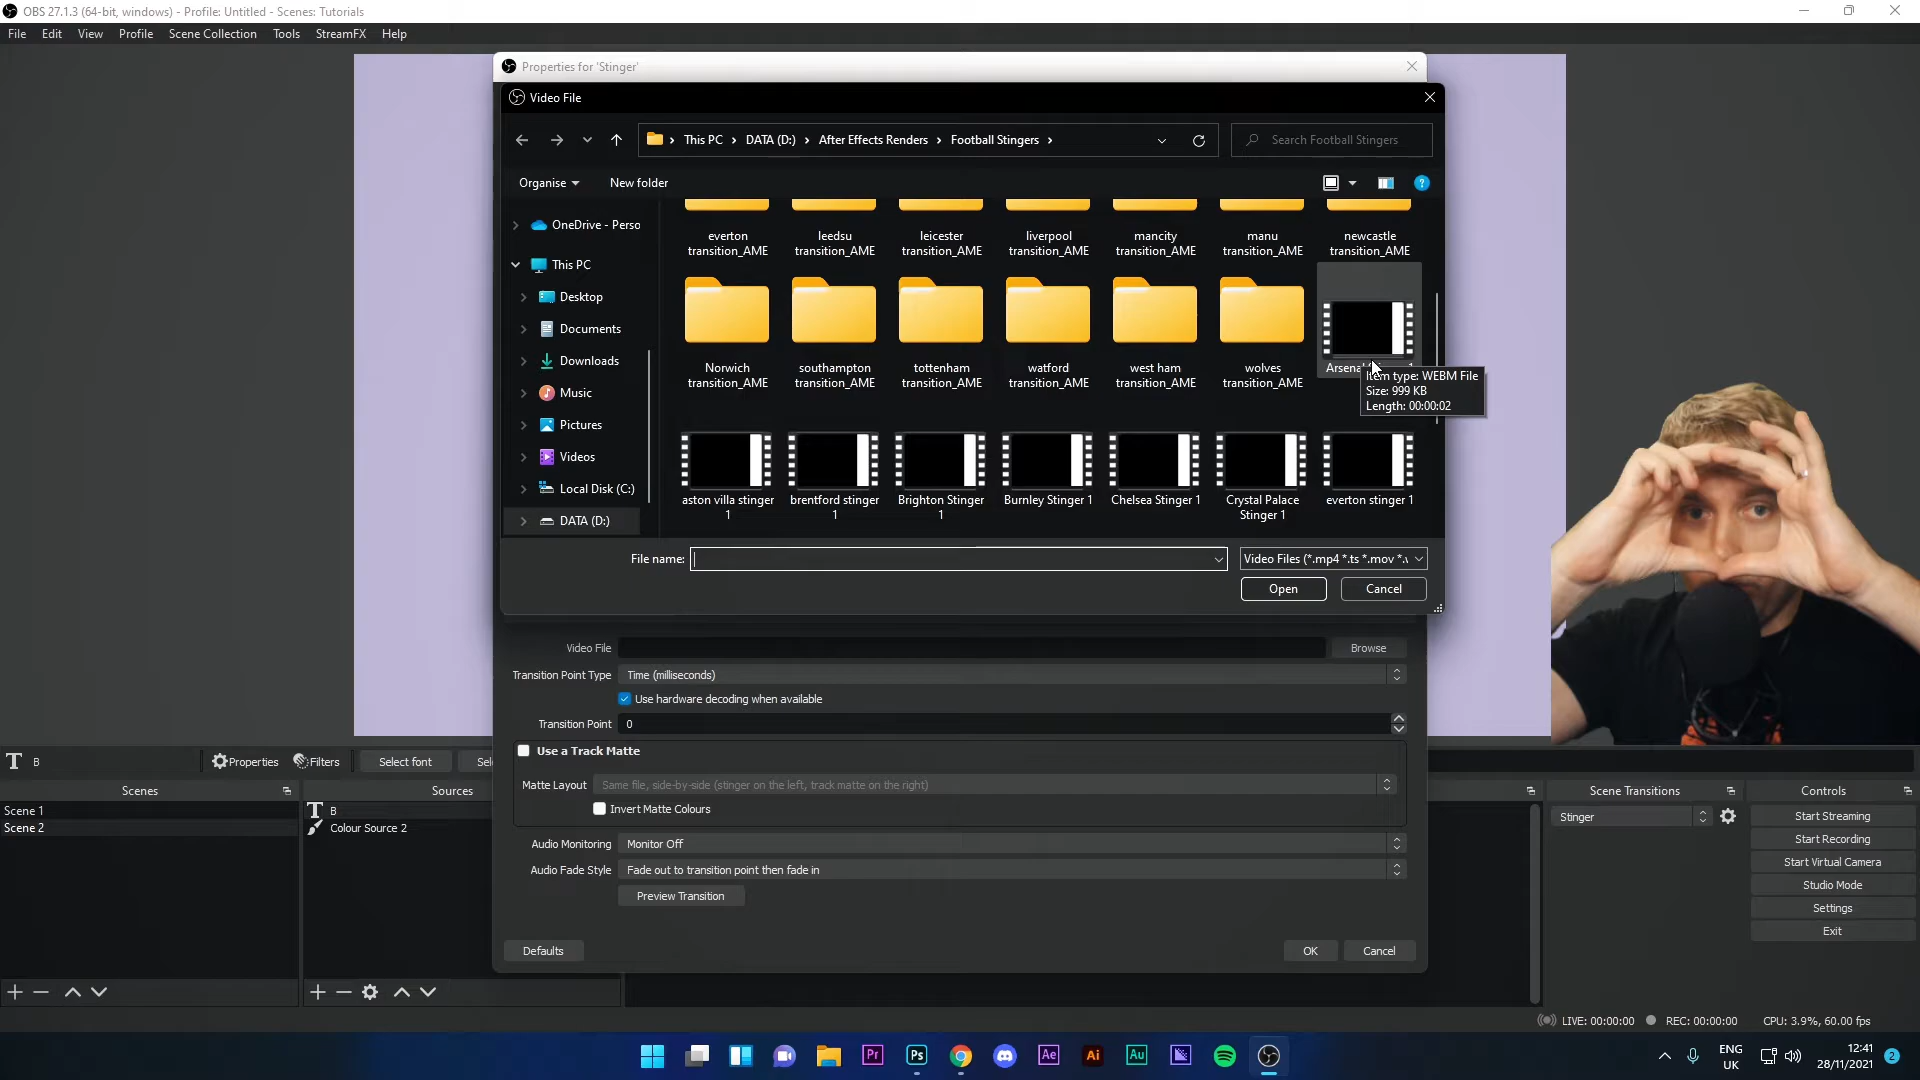 OBS 27.1.3 (64-bit, windows) - Profile: Untitled - Scenes: Tutorials
File Edit View Profile Scene Collection Tools StreamFX Help
Properties for 'Stinger'
Video File
This PC > DATA (D:) > After Effects Renders > Football Stingers >
Search Football Stingers
Organise New folder
OneDrive - Perso
This PC
Desktop
Documents
Downloads
Music
Pictures
Videos
Local Disk (C:)
DATA (D:)
everton transition_AME
leedsu transition_AME
leicester transition_AME
liverpool transition_AME
mancity transition_AME
manu transition_AME
newcastle transition_AME
Norwich transition_AME
southampton transition_AME
tottenham transition_AME
watford transition_AME
west ham transition_AME
wolves transition_AME
Arsenal
Item type: WEBM File
Size: 999 KB
Length: 00:00:02
aston villa stinger 1
brentford stinger 1
Brighton Stinger 1
Burnley Stinger 1
Chelsea Stinger 1
Crystal Palace Stinger 1
everton stinger 1
File name:
Video Files (*.mp4 *.ts *.mov *.
Open Cancel
Video File Browse
Transition Point Type Time (milliseconds)
Use hardware decoding when available
Transition Point 0
Use a Track Matte
Matte Layout Same file, side-by-side (stinger on the left, track matte on the right)
Invert Matte Colours
Audio Monitoring Monitor Off
Audio Fade Style Fade out to transition point then fade in
Preview Transition
Defaults OK Cancel
B Properties Filters Select font Sel
Scenes
Scene 1
Scene 2
Sources
B
Colour Source 2
Scene Transitions
Stinger
Controls
Start Streaming
Start Recording
Start Virtual Camera
Studio Mode
Settings
Exit
LIVE: 00:00:00 REC: 00:00:00 CPU: 3.9%, 60.00 fps
Pr Ps Ae Ai Au
ENG
UK
12:41
28/11/2021
2